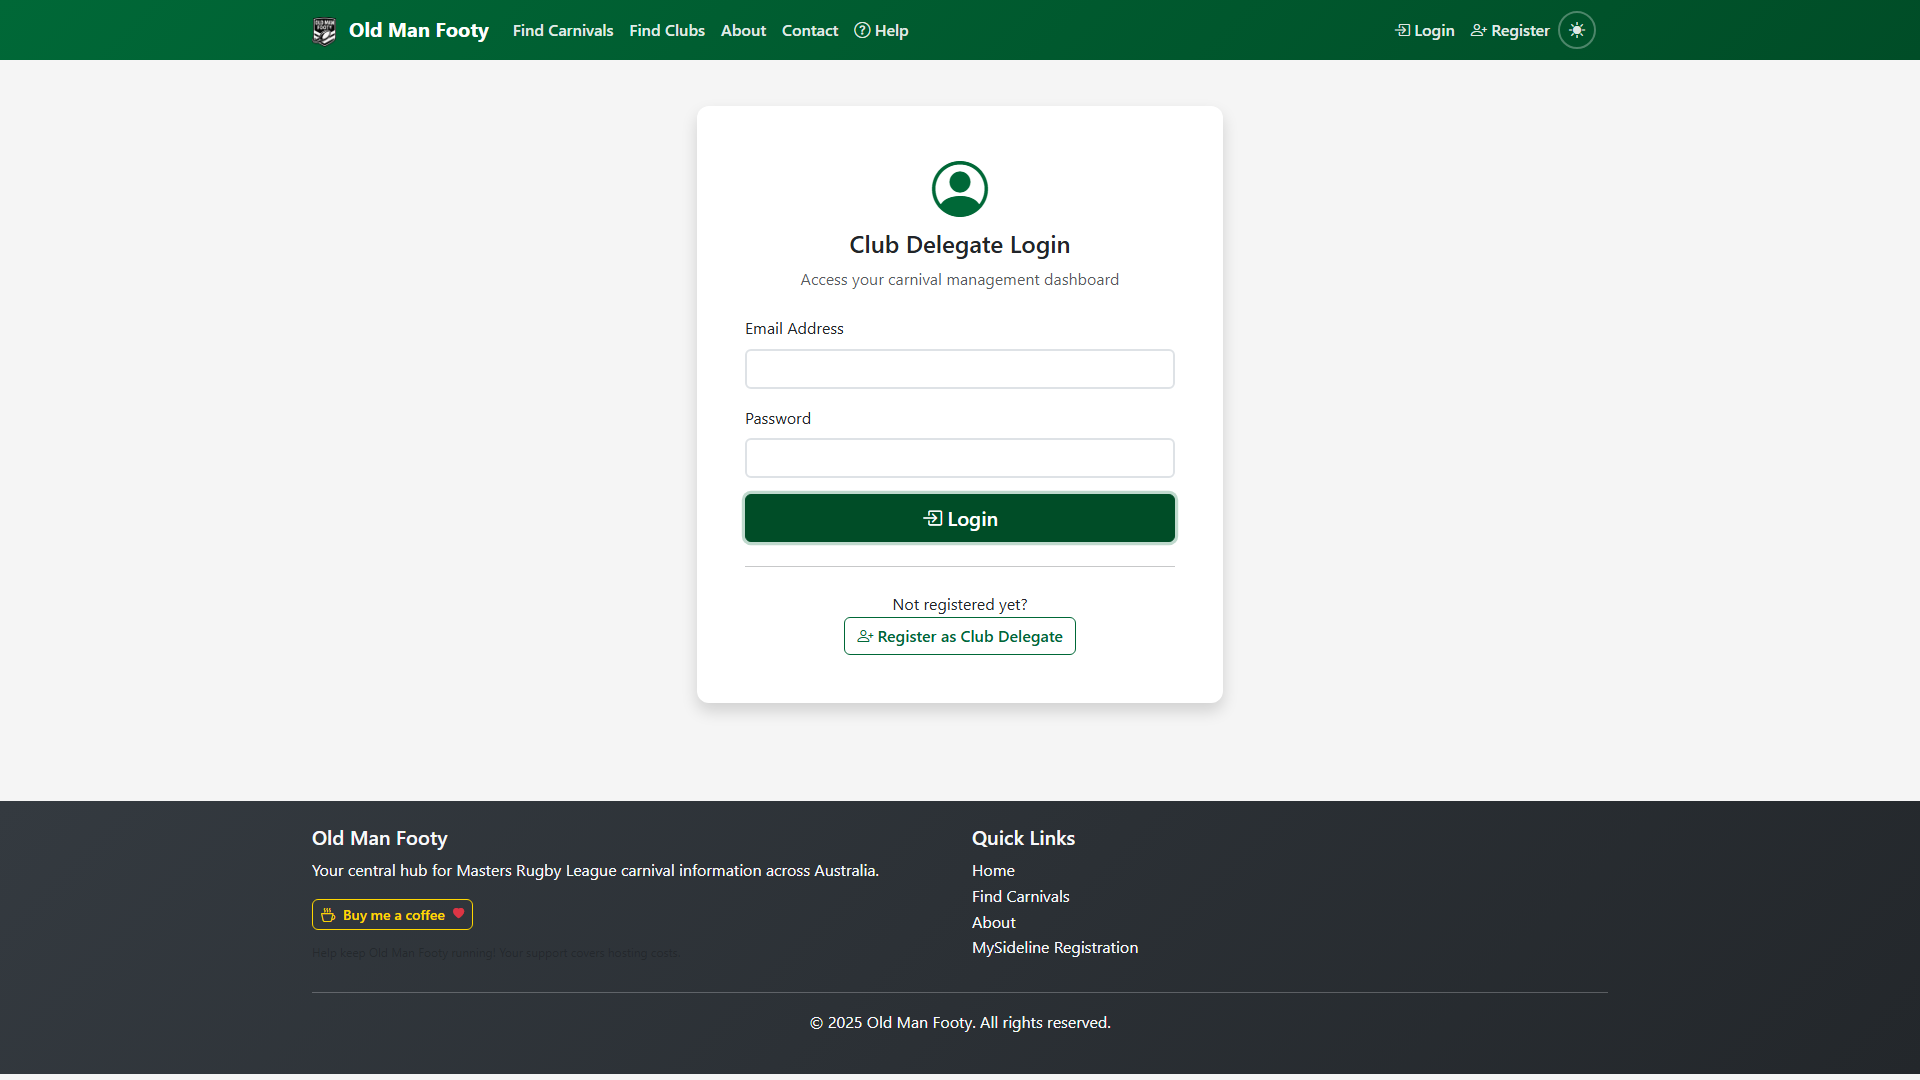 OLD MAN FOOTY
Old Man Footy
Find Carnivals
Find Clubs
About
Contact
Help
Login
Register
Club Delegate Login
Access your carnival management dashboard
Email Address
Password
Login
Not registered yet?
Register as Club Delegate
Old Man Footy
Your central hub for Masters Rugby League carnival information across Australia.
Buy me a coffee
Help keep Old Man Footy running! Your support covers hosting costs.
Quick Links
Home
Find Carnivals
About
MySideline Registration
© 2025 Old Man Footy. All rights reserved.